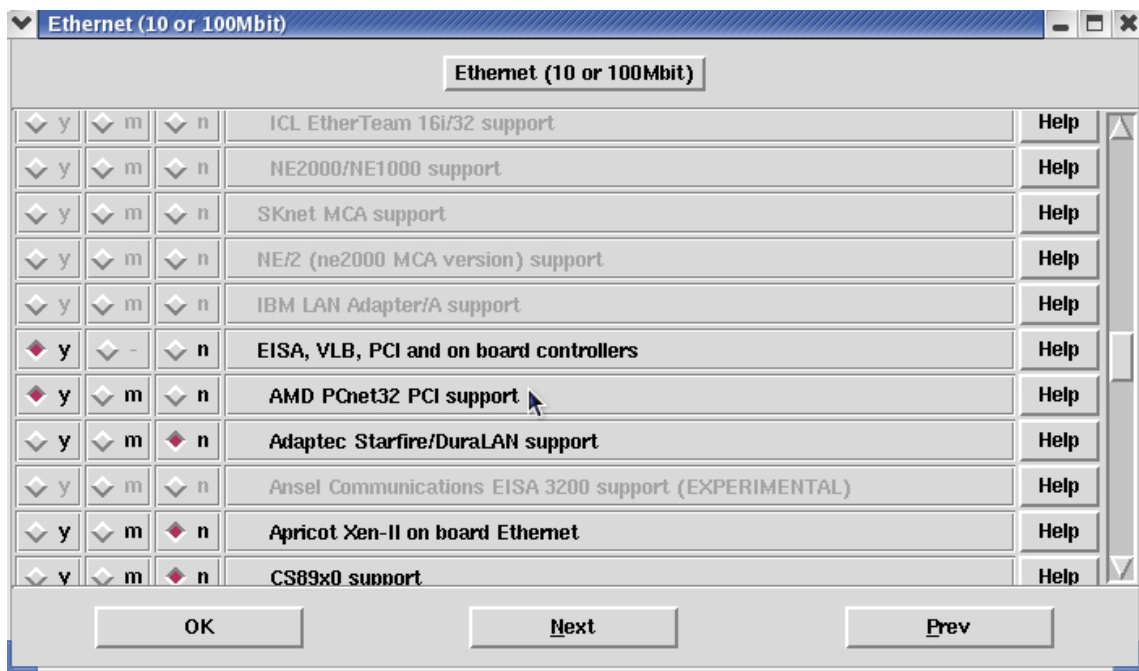 Ethernet (10 or 100Mbit)
Ethernet (10 or 100Mbit)
y m n ICL EtherTeam 16i/32 support Help
y m n NE2000/NE1000 support Help
y m n SKnet MCA support Help
y m n NE/2 (ne2000 MCA version) support Help
y m n IBM LAN Adapter/A support Help
y - n EISA, VLB, PCI and on board controllers Help
y m n AMD PCnet32 PCI support Help
y m n Adaptec Starfire/DuraLAN support Help
y m n Ansel Communications EISA 3200 support (EXPERIMENTAL) Help
y m n Apricot Xen-II on board Ethernet Help
y m n CS89x0 support Help
OK Next Prev